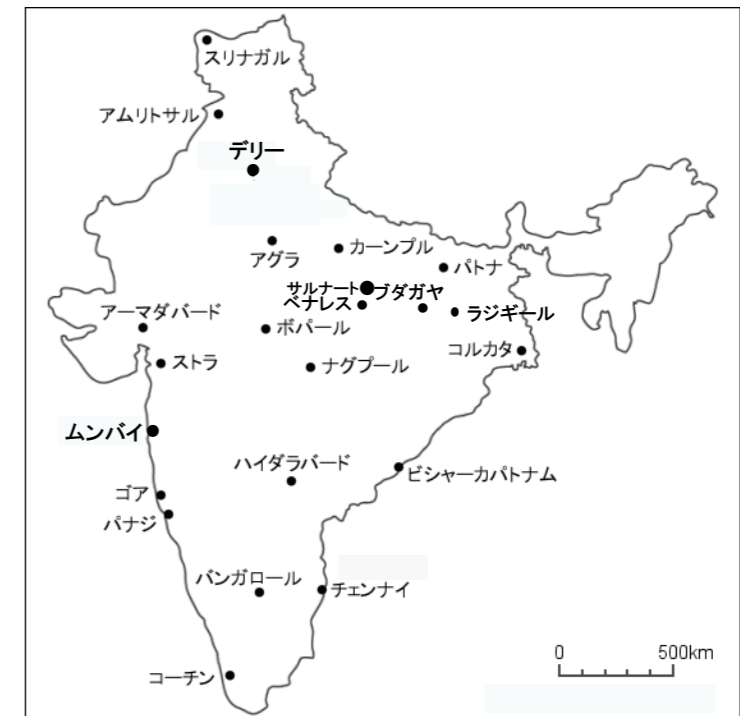 スリナガル
アムリトサル
デリー
アグラ
カーンプル
パトナ
サルナート
ブダガヤ
ベナレス
ラジギール
アーマダバード
ボパール
コルカタ
ストラ
ナグプール
ムンバイ
ハイダラバード
ビシャーカパトナム
ゴア
パナジ
バンガロール
チェンナイ
コーチン
0 500km